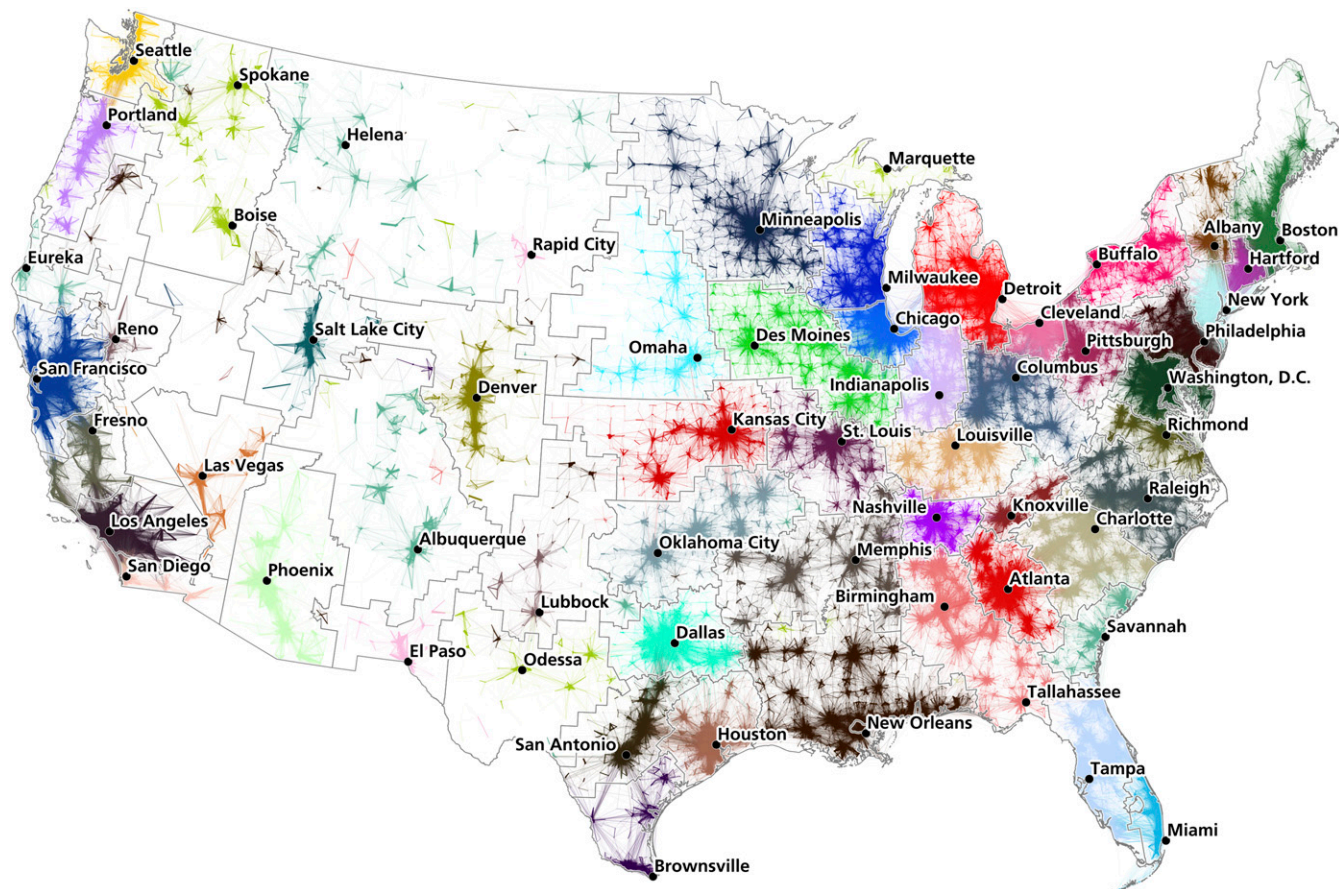 Seattle
Spokane
Portland
Helena
Marquette
Boise
Minneapolis
Rapid City
Albany
Boston
Buffalo
Hartford
Eureka
Milwaukee
Detroit
New York
Cleveland
Chicago
Reno
Salt Lake City
Des Moines
Philadelphia
Pittsburgh
Omaha
Columbus
San Francisco
Denver
Indianapolis
Washington, D.C.
Fresno
Kansas City
St. Louis
Louisville
Richmond
Las Vegas
Raleigh
Nashville
Knoxville
Los Angeles
Charlotte
Albuquerque
Oklahoma City
Memphis
San Diego
Phoenix
Atlanta
Birmingham
Lubbock
Dallas
Savannah
El Paso
Odessa
Tallahassee
New Orleans
San Antonio
Houston
Tampa
Miami
Brownsville